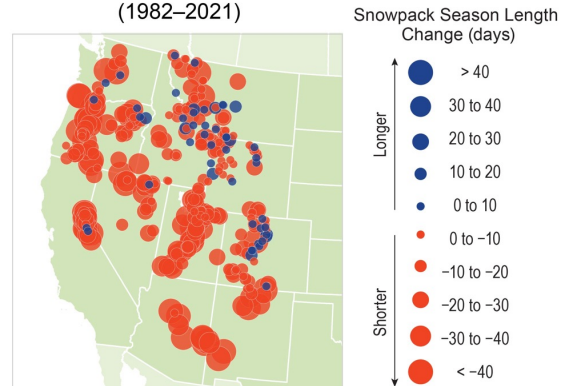 (1982–2021)
Snowpack Season Length
Change (days)
Longer
> 40
30 to 40
20 to 30
10 to 20
0 to 10
Shorter
0 to −10
−10 to −20
−20 to −30
−30 to −40
< −40